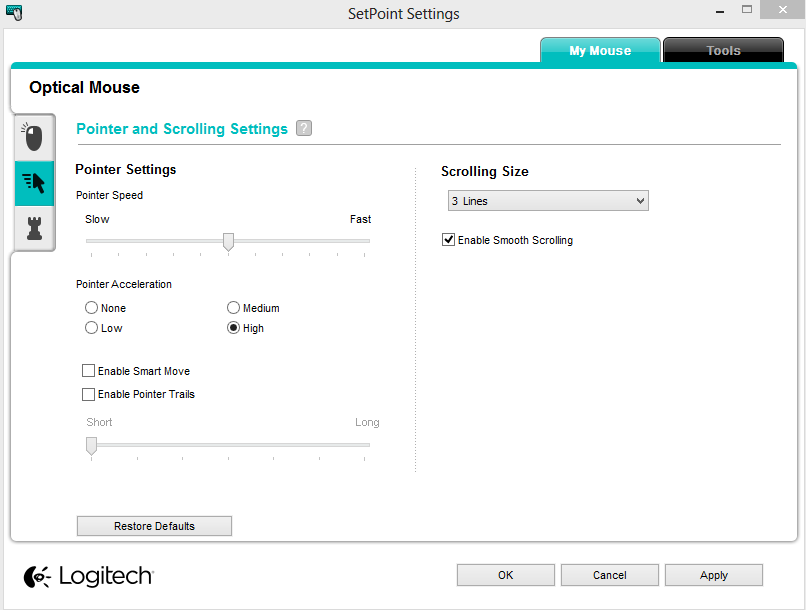 SetPoint Settings
My Mouse
Tools
Optical Mouse
Pointer and Scrolling Settings ?
Pointer Settings
Pointer Speed
Slow Fast
Pointer Acceleration
None Medium
Low High
Enable Smart Move
Enable Pointer Trails
Short Long
Scrolling Size
3 Lines
Enable Smooth Scrolling
Restore Defaults
Logitech
OK Cancel Apply